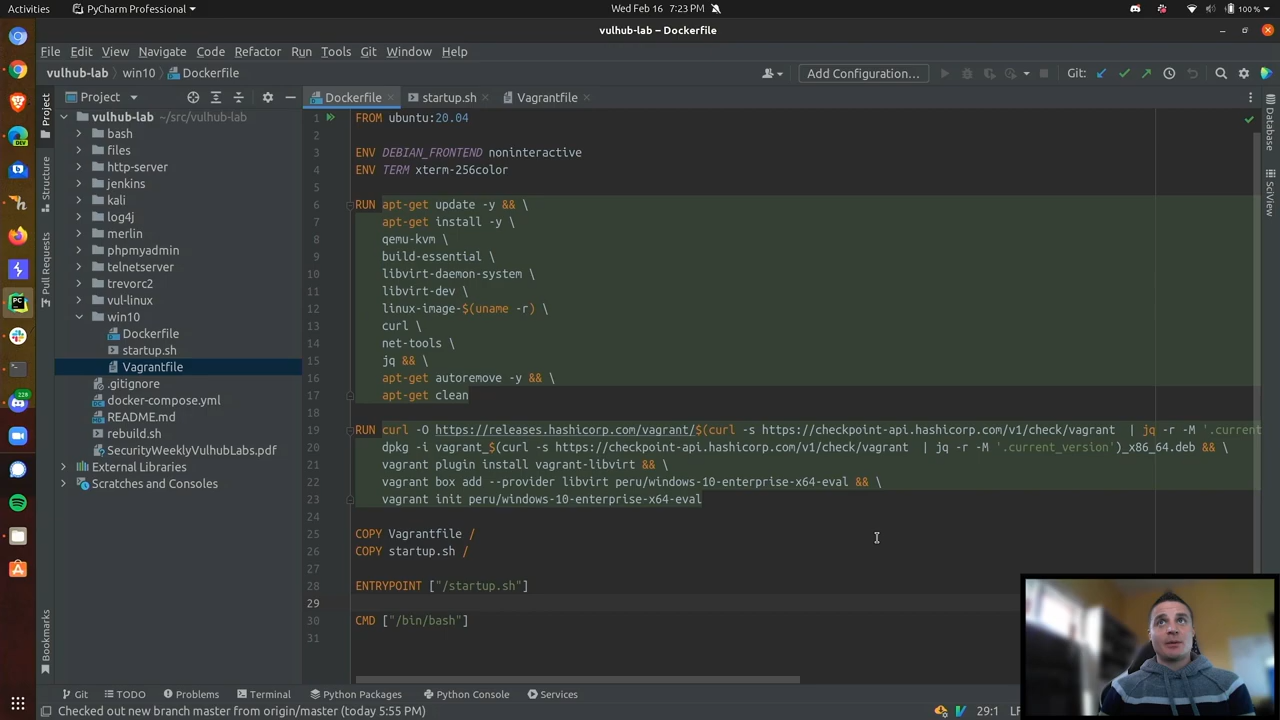 Activities
PyCharm Professional
Wed Feb 16 7:23 PM
100 %
vulhub-lab – Dockerfile
File Edit View Navigate Code Refactor Run Tools Git Window Help
vulhub-lab win10 Dockerfile
Add Configuration...
Git:
Project
Dockerfile
startup.sh
Vagrantfile
Project
Structure
Pull Requests
Bookmarks
Database
SciView
vulhub-lab ~/src/vulhub-lab
bash
files
http-server
jenkins
kali
log4j
merlin
phpmyadmin
telnetserver
trevorc2
vul-linux
win10
Dockerfile
startup.sh
Vagrantfile
.gitignore
docker-compose.yml
README.md
rebuild.sh
SecurityWeeklyVulhubLabs.pdf
External Libraries
Scratches and Consoles
DEV
228
1 FROM ubuntu:20.04
2
3 ENV DEBIAN_FRONTEND noninteractive
4 ENV TERM xterm-256color
5
6 RUN apt-get update -y && \
7 apt-get install -y \
8 qemu-kvm \
9 build-essential \
10 libvirt-daemon-system \
11 libvirt-dev \
12 linux-image-$(uname -r) \
13 curl \
14 net-tools \
15 jq && \
16 apt-get autoremove -y && \
17 apt-get clean
18
19 RUN curl -O https://releases.hashicorp.com/vagrant/$(curl -s https://checkpoint-api.hashicorp.com/v1/check/vagrant | jq -r -M '.current
20 dpkg -i vagrant_$(curl -s https://checkpoint-api.hashicorp.com/v1/check/vagrant | jq -r -M '.current_version')_x86_64.deb && \
21 vagrant plugin install vagrant-libvirt && \
22 vagrant box add --provider libvirt peru/windows-10-enterprise-x64-eval && \
23 vagrant init peru/windows-10-enterprise-x64-eval
24
25 COPY Vagrantfile /
26 COPY startup.sh /
27
28 ENTRYPOINT ["/startup.sh"]
29
30 CMD ["/bin/bash"]
31
Git TODO Problems Terminal Python Packages Python Console Services
Checked out new branch master from origin/master (today 5:55 PM)
29:1 LF